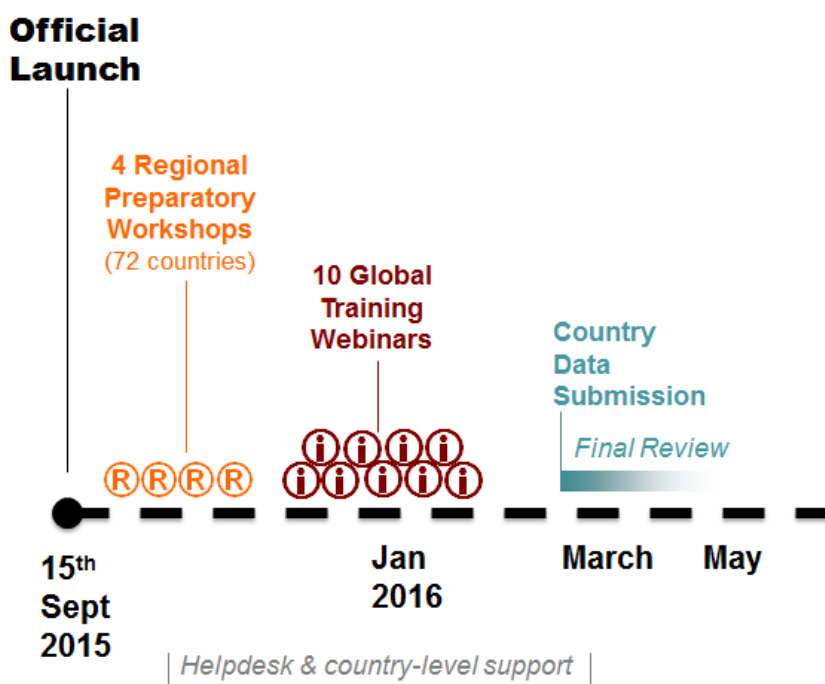 Official
Launch
4 Regional
Preparatory
Workshops
(72 countries)
10 Global
Training
Webinars
Country
Data
Submission
Final Review
i i i i
R R R R
i i i i i
15th
Sept
2015
Jan
2016
March
May
Helpdesk & country-level support